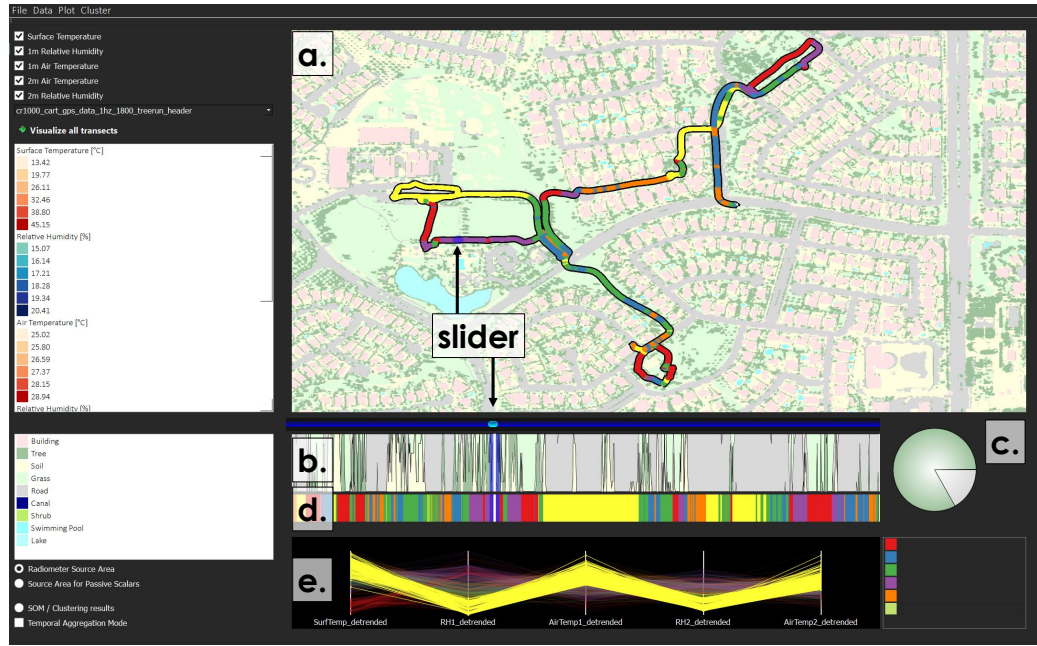 File Data Plot Cluster
Surface Temperature
1m Relative Humidity
1m Air Temperature
2m Air Temperature
2m Relative Humidity
cr1000_cart_gps_data_1hz_1800_treerun_header
Visualize all transects
Surface Temperature [°C]
13.42
19.77
26.11
32.46
38.80
45.15
Relative Humidity [%]
15.07
16.14
17.21
18.28
19.34
20.41
Air Temperature [°C]
25.02
25.80
26.59
27.37
28.15
28.94
Relative Humidity [%]
Building
Tree
Soil
Grass
Road
Canal
Shrub
Swimming Pool
Lake
Radiometer Source Area
Source Area for Passive Scalars
SOM / Clustering results
Temporal Aggregation Mode
a.
slider
b.
c.
d.
e.
SurfTemp_detrended RH1_detrended AirTemp1_detrended RH2_detrended AirTemp2_detrended